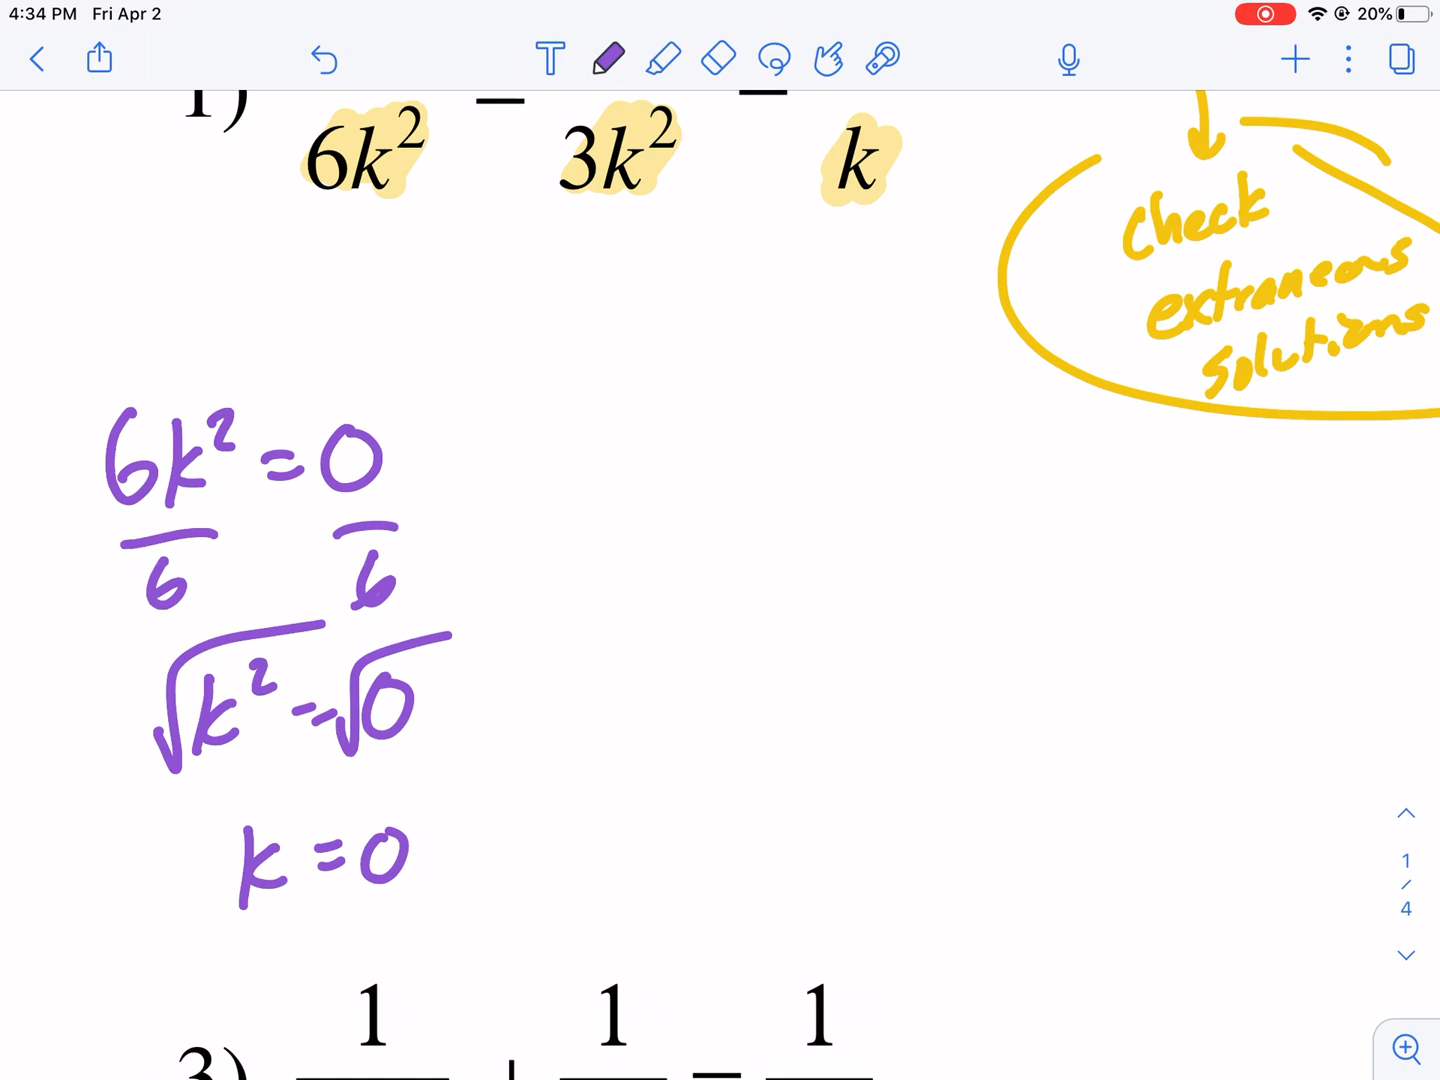 4:34 PM Fri Apr 2
20%
1) 6k² = 3k² = k
Check
extraneous
solutions
6k² = 0
6 6
√k² = √0
k = 0
1
/
4
1 1 1
3) + =